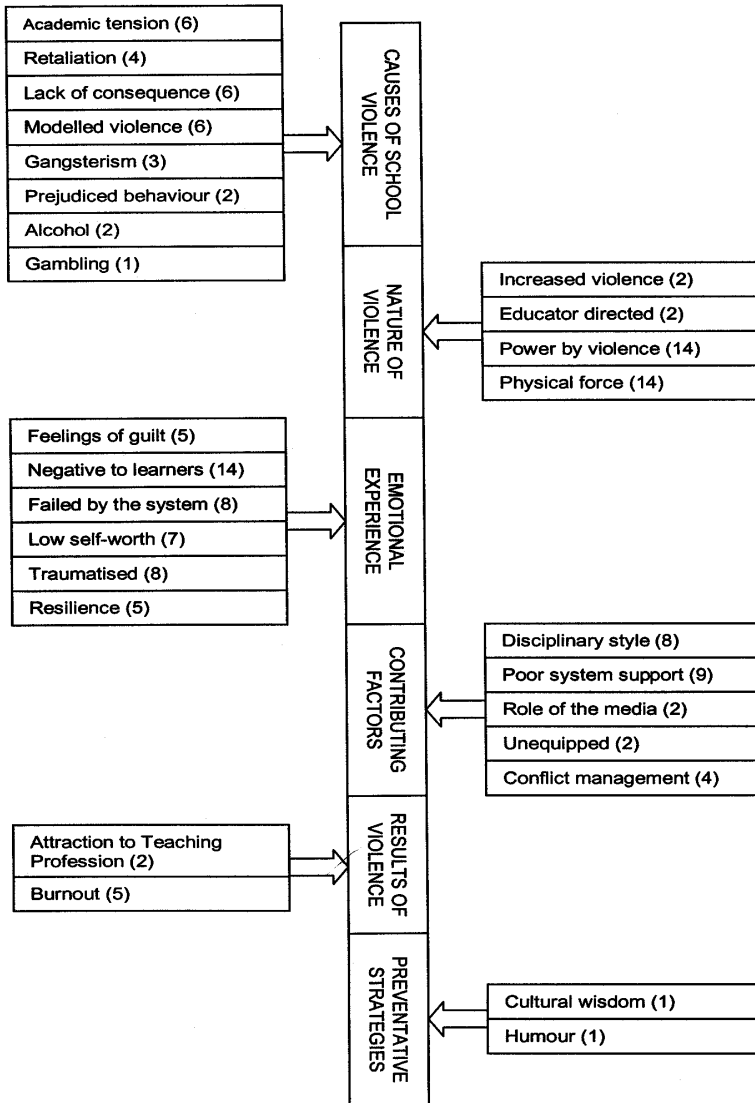 Academic tension (6)
Retaliation (4)
Lack of consequence (6)
Modelled violence (6)
Gangsterism (3)
Prejudiced behaviour (2)
Alcohol (2)
Gambling (1)
CAUSES OF SCHOOL
VIOLENCE
NATURE OF
VIOLENCE
Increased violence (2)
Educator directed (2)
Power by violence (14)
Physical force (14)
Feelings of guilt (5)
Negative to learners (14)
Failed by the system (8)
Low self-worth (7)
Traumatised (8)
Resilience (5)
EMOTIONAL
EXPERIENCE
CONTRIBUTING
FACTORS
Disciplinary style (8)
Poor system support (9)
Role of the media (2)
Unequipped (2)
Conflict management (4)
Attraction to Teaching
Profession (2)
Burnout (5)
RESULTS OF
VIOLENCE
PREVENTATIVE
STRATEGIES
Cultural wisdom (1)
Humour (1)